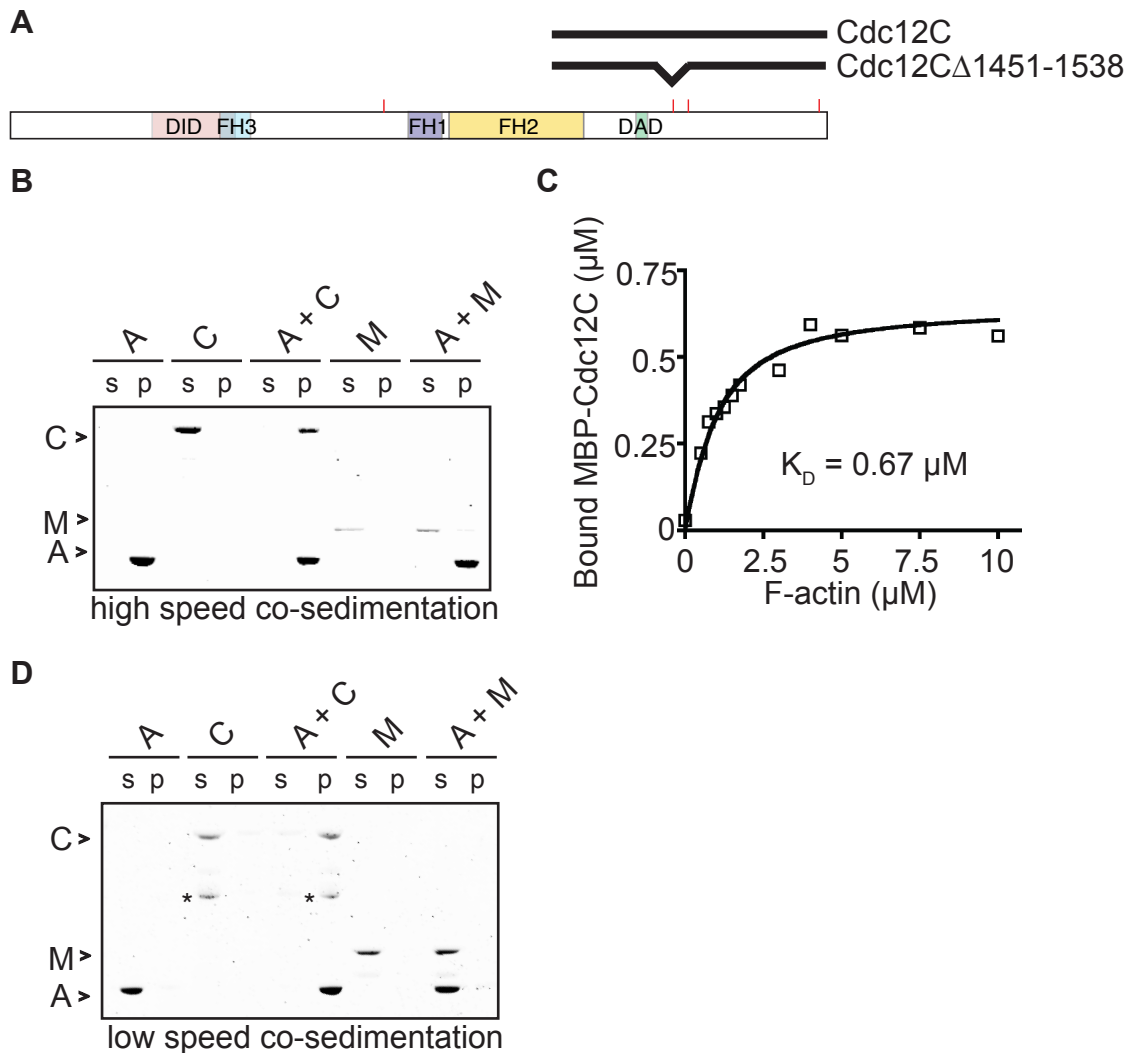 A
Cdc12C
Cdc12CΔ1451-1538
DID FH3 FH1 FH2 DAD
B
A C A + C M A + M
s p s p s p s p s p
C >
M >
A >
high speed co-sedimentation
C
Bound MBP-Cdc12C (µM)
0.75
0.5
0.25
0
K_D = 0.67 µM
0 2.5 5 7.5 10
F-actin (µM)
D
A C A + C M A + M
s p s p s p s p s p
C >
* *
M >
A >
low speed co-sedimentation